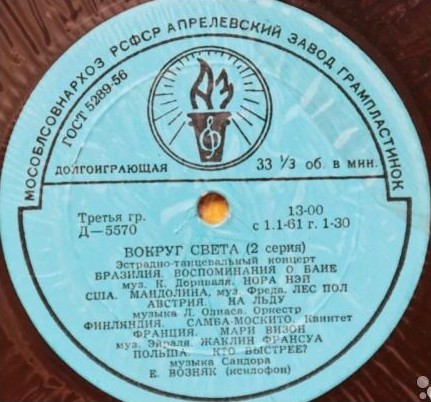 МОСОБЛСОВНАРХОЗ РСФСР АПРЕЛЕВСКИЙ ЗАВОД ГРАМПЛАСТИНОК
ГОСТ 5289-56
АЗ
ДОЛГОИГРАЮЩАЯ 33 ⅓ об. в мин.
Третья гр. 13-00
Д—5570 с 1.1-61 г. 1-30
ВОКРУГ СВЕТА (2 серия)
Эстрадно-танцевальный концерт
БРАЗИЛИЯ. ВОСПОМИНАНИЯ О БАИЕ
муз. К. Дориваля. НОРА НЭЙ
США. МАНДОЛИНА, муз. Фреда. ЛЕС ПОЛ
АВСТРИЯ. НА ЛЬДУ
музыка Л. Однаса. Оркестр
ФИНЛЯНДИЯ. САМБА-МОСКИТО. Квинтет
ФРАНЦИЯ. МАРИ ВИЗОН
муз. Эйраля. ЖАКЛИН ФРАНСУА
ПОЛЬША. КТО БЫСТРЕЕ?
музыка Сандора
Е. ВОЗНЯК (ксилофон)